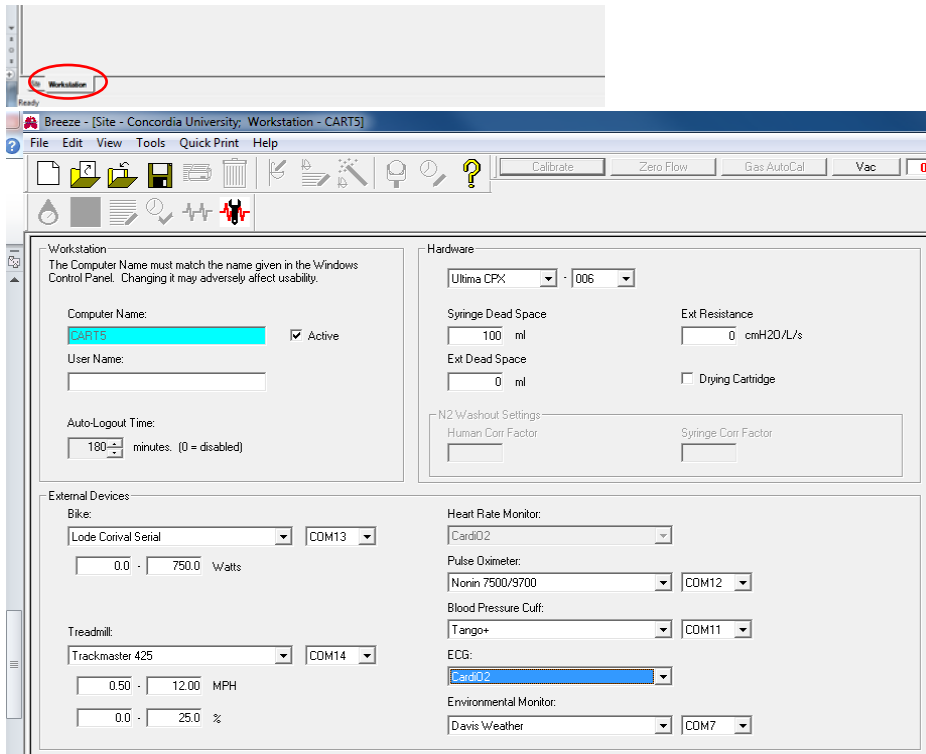 Site Workstation
Ready
Breeze - [Site - Concordia University; Workstation - CART5]
File Edit View Tools Quick Print Help
Calibrate Zero Flow Gas AutoCal Vac 0
Workstation
The Computer Name must match the name given in the Windows
Control Panel. Changing it may adversely affect usability.
Computer Name:
CART5 Active
User Name:
Auto-Logout Time:
180 minutes. (0 = disabled)
Hardware
Ultima CPX - 006
Syringe Dead Space Ext Resistance
100 ml 0 cmH2O/L/s
Ext Dead Space
0 ml Drying Cartridge
N2 Washout Settings
Human Corr Factor Syringe Corr Factor
External Devices
Bike:
Lode Corival Serial COM13
0.0 - 750.0 Watts
Treadmill:
Trackmaster 425 COM14
0.50 - 12.00 MPH
0.0 - 25.0 %
Heart Rate Monitor:
CardiO2
Pulse Oximeter:
Nonin 7500/9700 COM12
Blood Pressure Cuff:
Tango+ COM11
ECG:
CardiO2
Environmental Monitor:
Davis Weather COM7